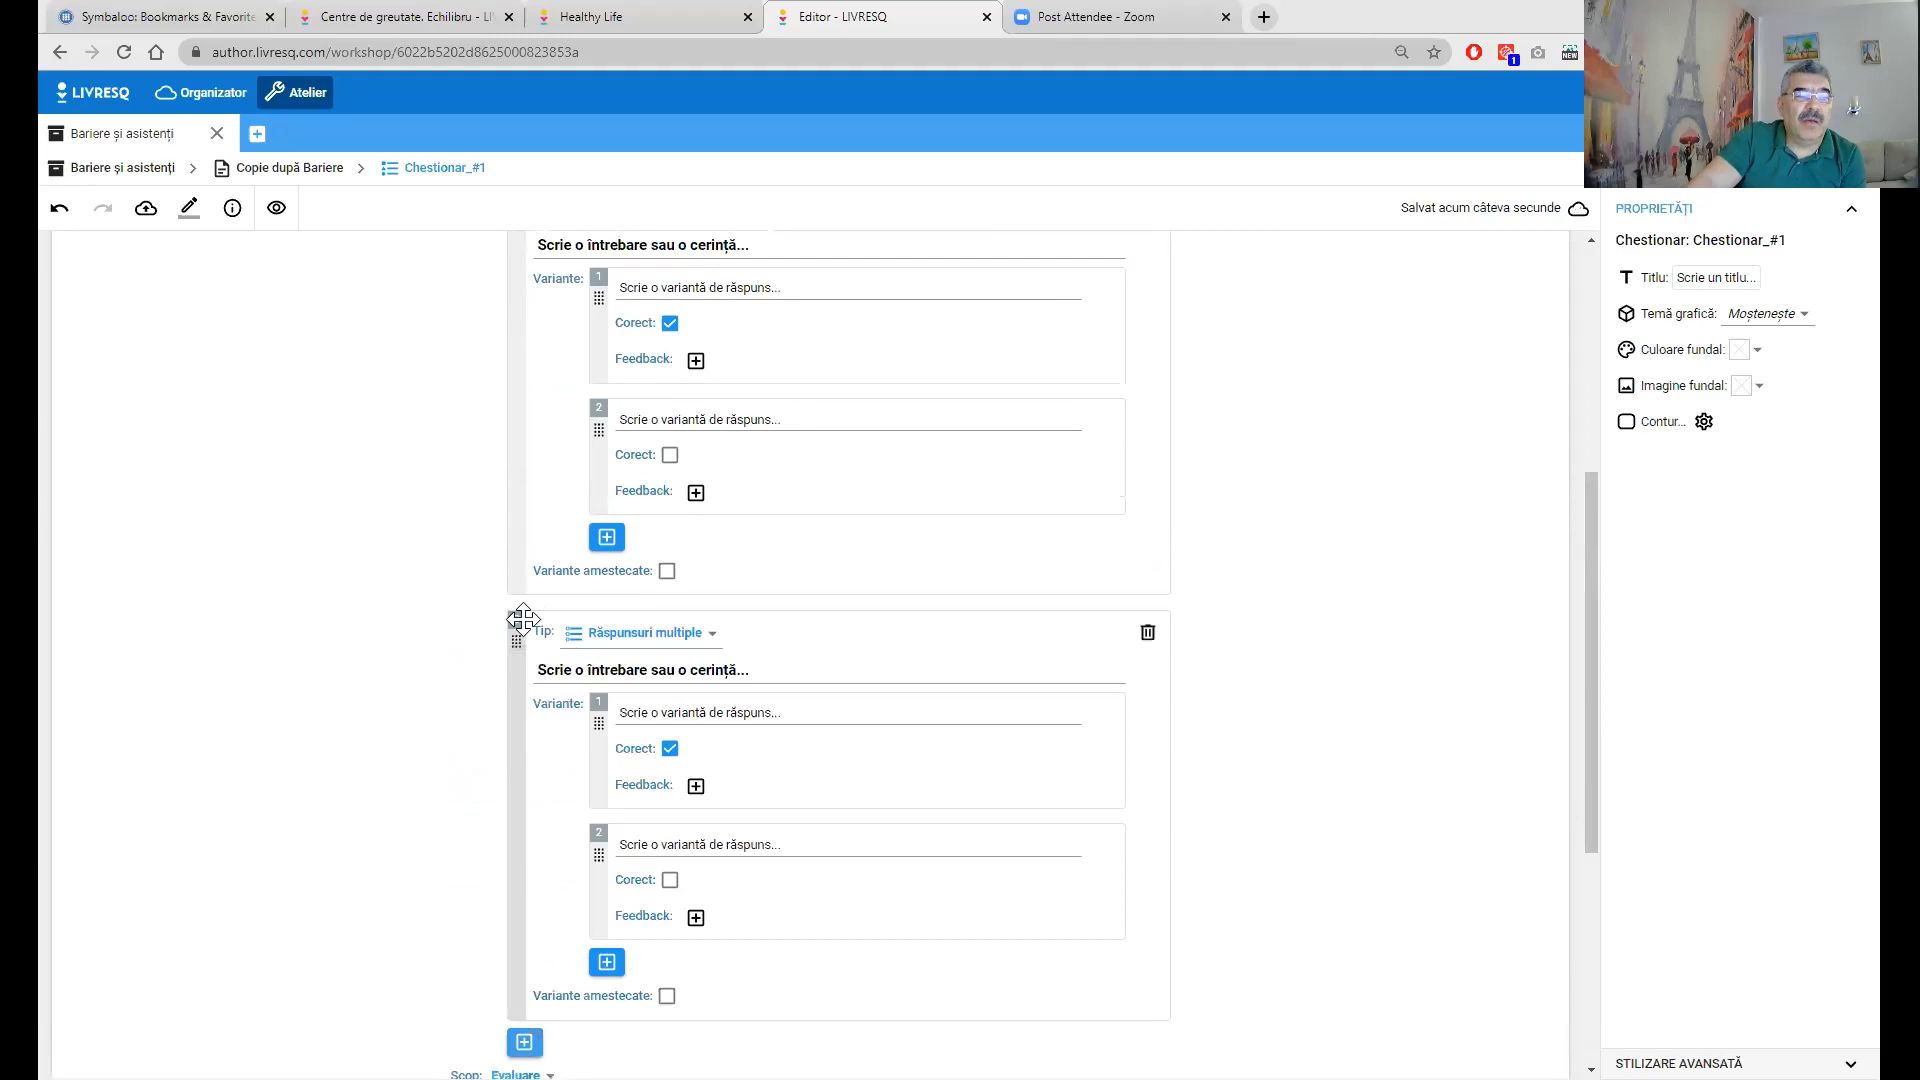 Symbaloo: Bookmarks & Favorite
Centre de greutate. Echilibru - LI
Healthy Life
Editor - LIVRESQ
Post Attendee - Zoom
author.livresq.com/workshop/6022b5202d8625000823853a
1
NEW
LIVRESQ
Organizator
Atelier
Bariere și asistenți
Bariere și asistenți
Copie după Bariere
Chestionar_#1
Salvat acum câteva secunde
Scrie o întrebare sau o cerință...
Variante:
1
Scrie o variantă de răspuns...
Corect:
Feedback:
2
Scrie o variantă de răspuns...
Corect:
Feedback:
Variante amestecate:
Tip:
Răspunsuri multiple
Scrie o întrebare sau o cerință...
Variante:
1
Scrie o variantă de răspuns...
Corect:
Feedback:
2
Scrie o variantă de răspuns...
Corect:
Feedback:
Variante amestecate:
Scop: Evaluare
PROPRIETĂȚI
Chestionar: Chestionar_#1
Titlu: Scrie un titlu...
Temă grafică: Moștenește
Culoare fundal:
Imagine fundal:
Contur...
STILIZARE AVANSATĂ